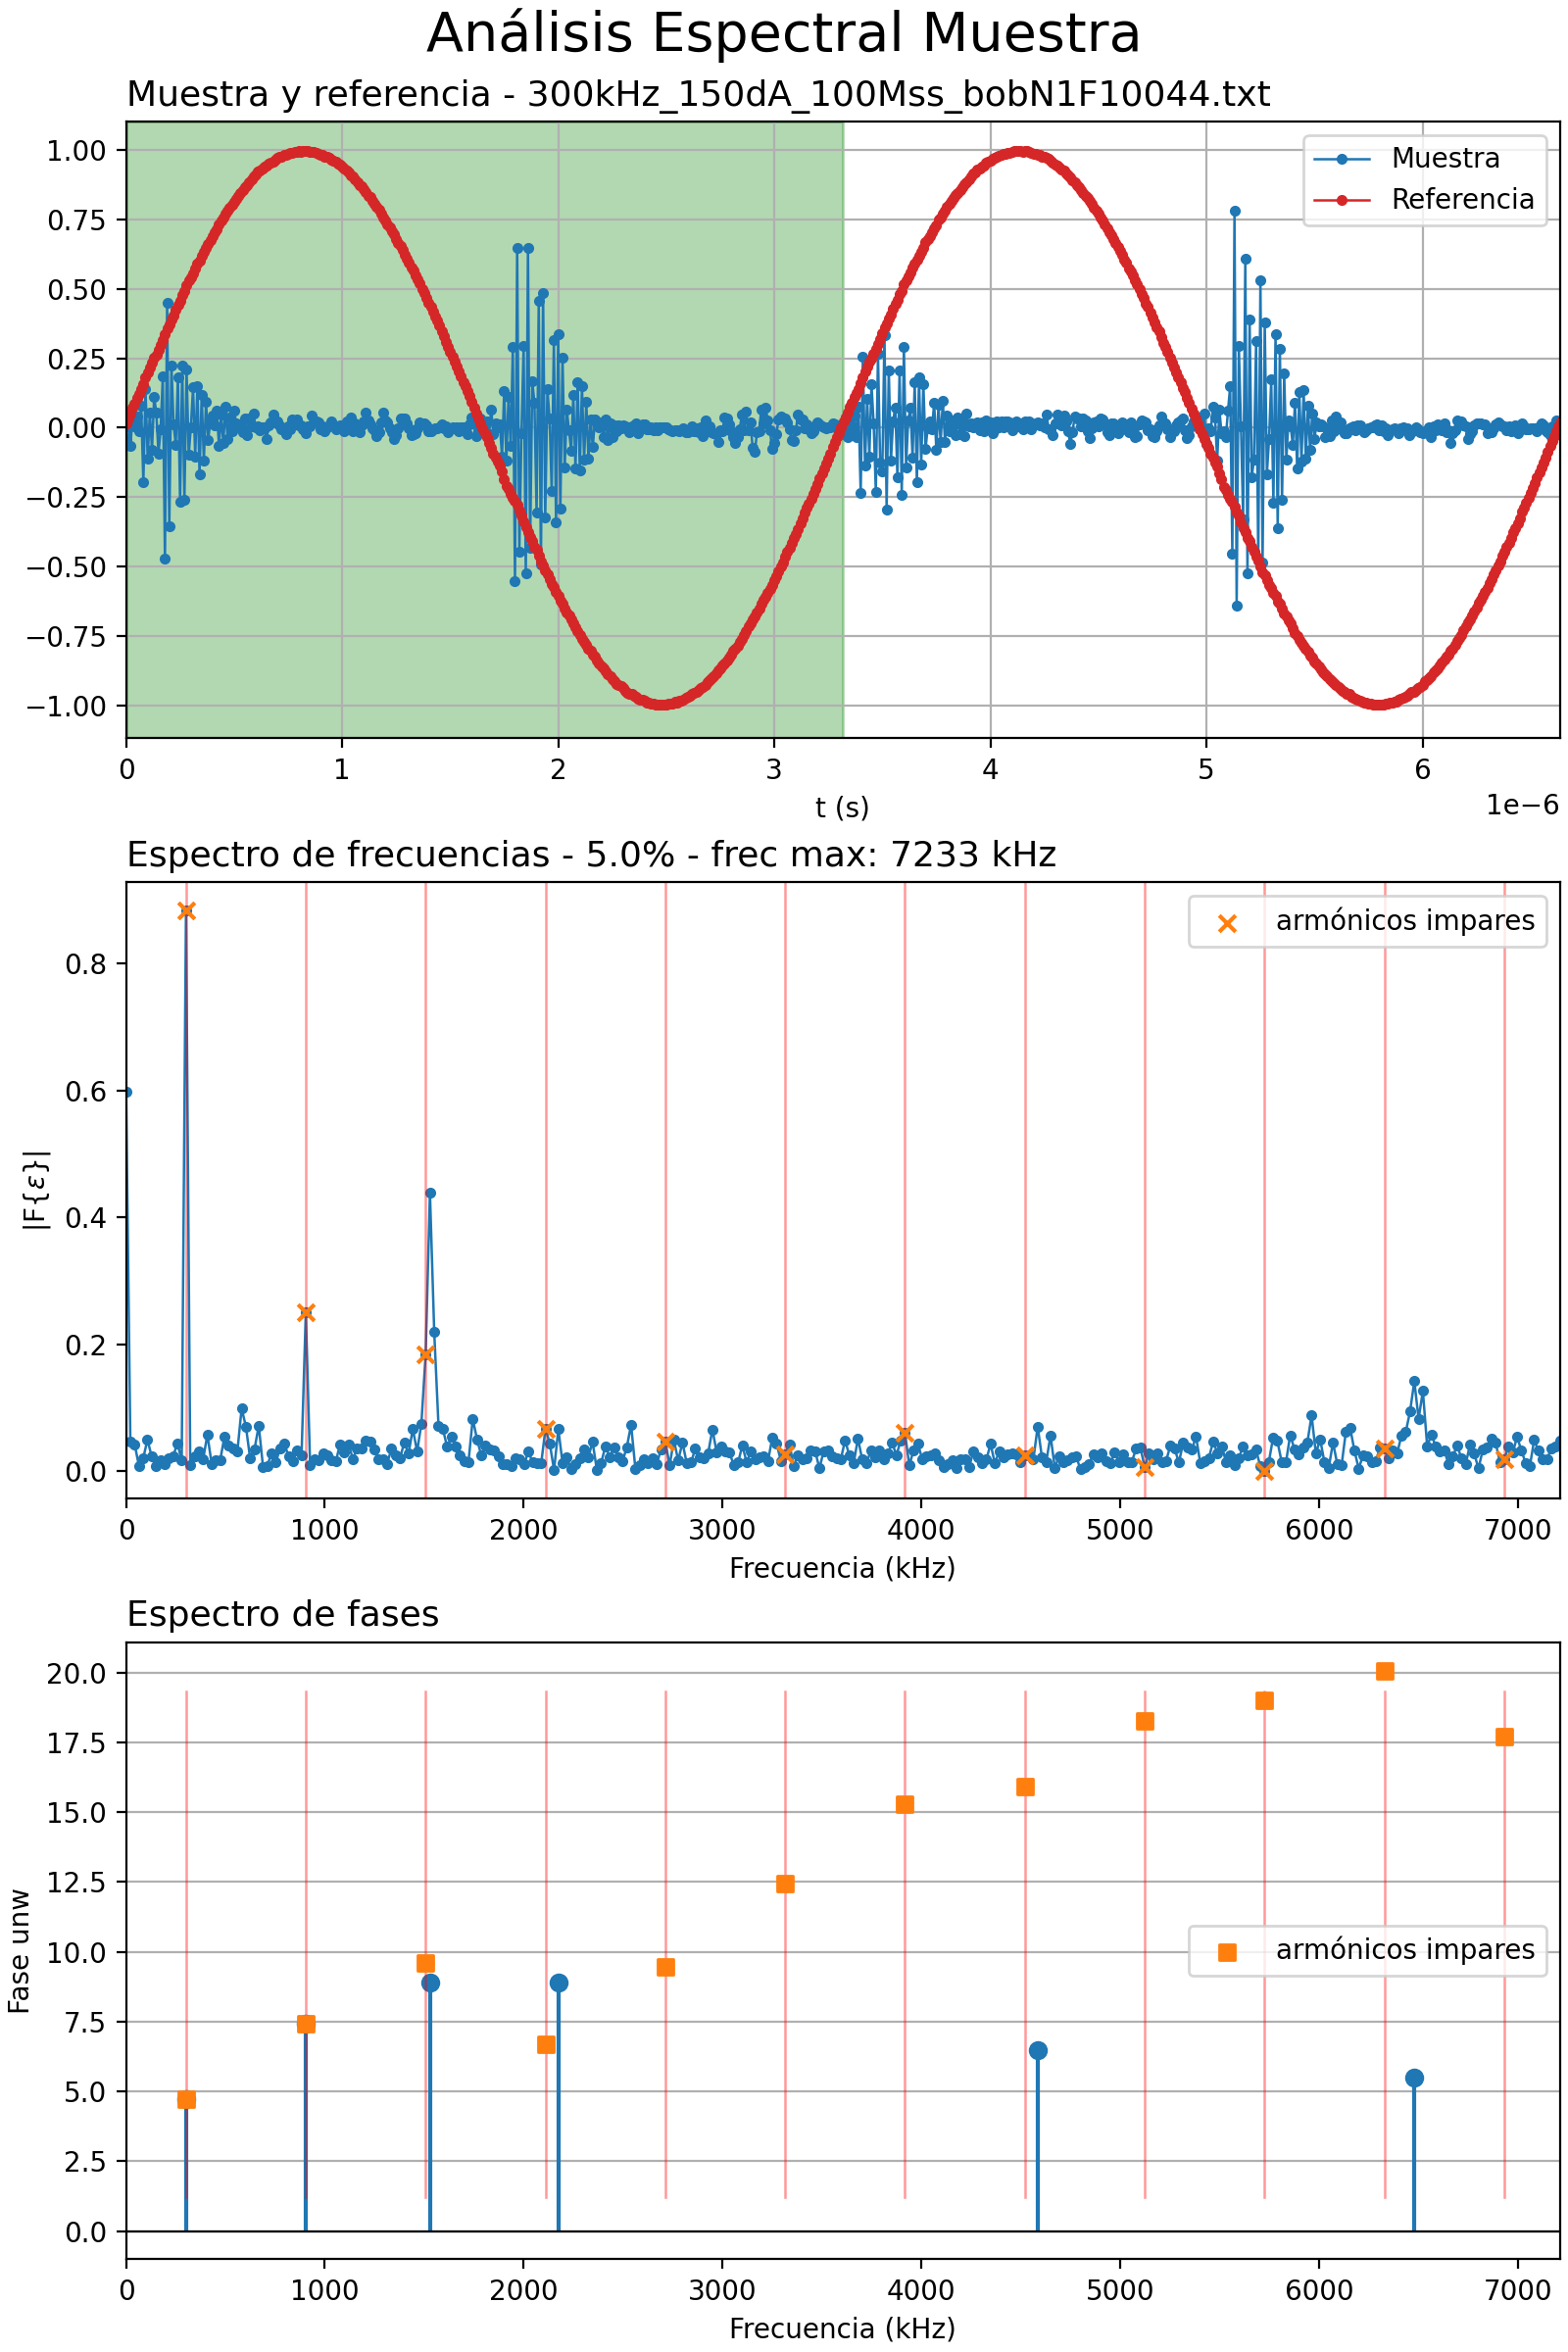 Análisis Espectral Muestra
Muestra y referencia - 300kHz_150dA_100Mss_bobN1F10044.txt
1.00
0.75
0.50
0.25
0.00
−0.25
−0.50
−0.75
−1.00
Muestra
Referencia
0 1 2 3 4 5 6
t (s)
1e−6
Espectro de frecuencias - 5.0% - frec max: 7233 kHz
armónicos impares
0.8
0.6
0.4
0.2
0.0
|F{ε}|
0 1000 2000 3000 4000 5000 6000 7000
Frecuencia (kHz)
Espectro de fases
20.0
17.5
15.0
12.5
10.0
7.5
5.0
2.5
0.0
Fase unw
armónicos impares
0 1000 2000 3000 4000 5000 6000 7000
Frecuencia (kHz)